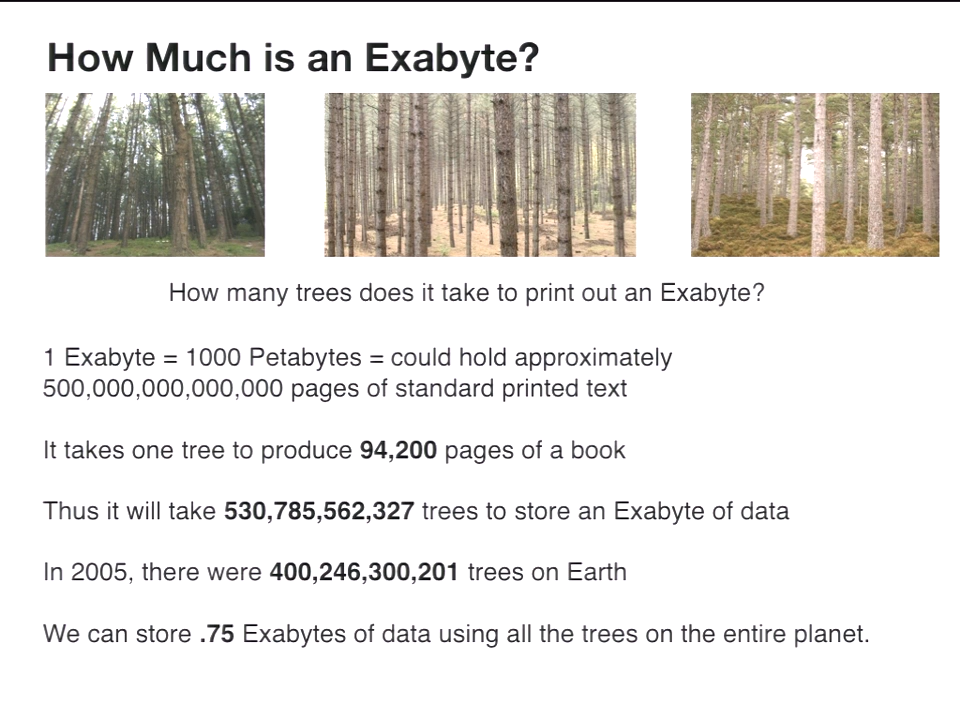 How Much is an Exabyte?
How many trees does it take to print out an Exabyte?
1 Exabyte = 1000 Petabytes = could hold approximately
500,000,000,000,000 pages of standard printed text
It takes one tree to produce 94,200 pages of a book
Thus it will take 530,785,562,327 trees to store an Exabyte of data
In 2005, there were 400,246,300,201 trees on Earth
We can store .75 Exabytes of data using all the trees on the entire planet.